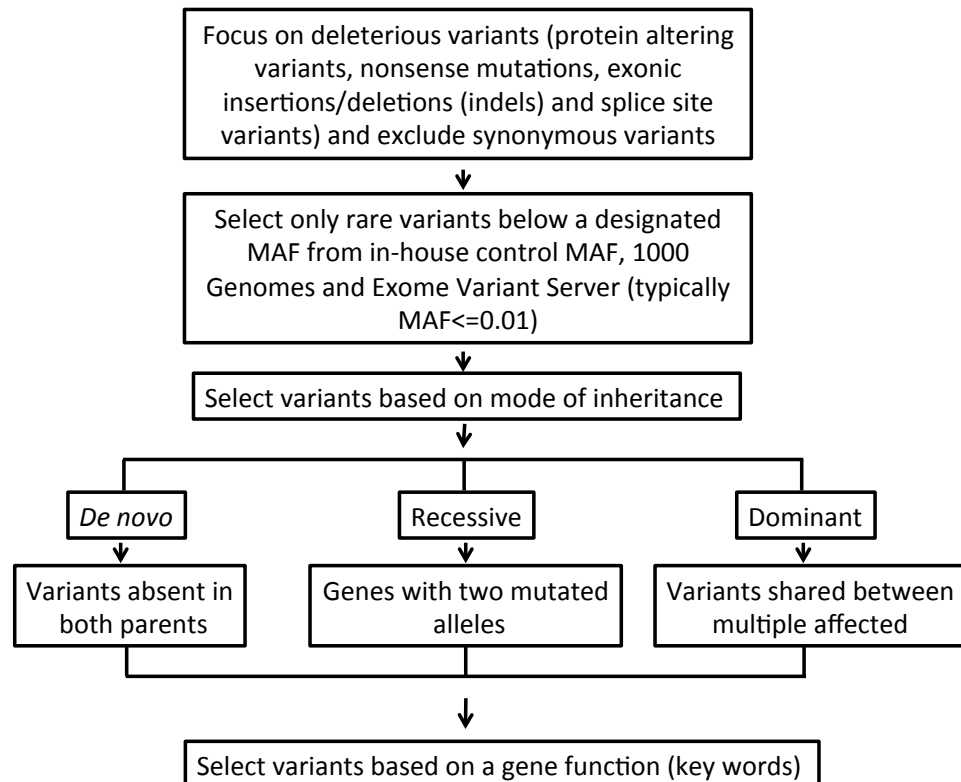 Focus on deleterious variants (protein altering
variants, nonsense mutations, exonic
insertions/deletions (indels) and splice site
variants) and exclude synonymous variants
Select only rare variants below a designated
MAF from in-house control MAF, 1000
Genomes and Exome Variant Server (typically
MAF<=0.01)
Select variants based on mode of inheritance
De novo
Recessive
Dominant
Variants absent in
both parents
Genes with two mutated
alleles
Variants shared between
multiple affected
Select variants based on a gene function (key words)